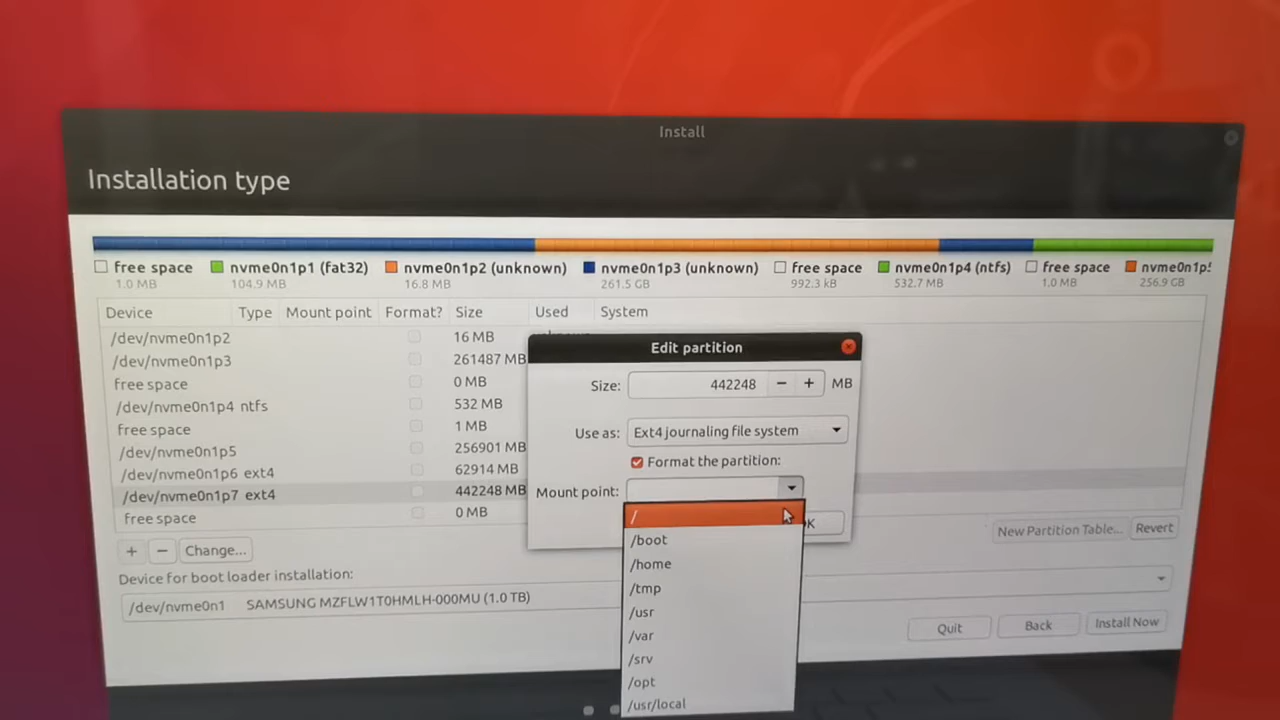 Install
Installation type
free space nvme0n1p1 (fat32) nvme0n1p2 (unknown) nvme0n1p3 (unknown) free space nvme0n1p4 (ntfs) free space nvme0n1p5
1.0 MB 104.9 MB 16.8 MB 261.5 GB 992.3 kB 532.7 MB 1.0 MB 256.9 GB
Device Type Mount point Format? Size Used System
/dev/nvme0n1p2 16 MB
/dev/nvme0n1p3 261487 MB
free space 0 MB
/dev/nvme0n1p4 ntfs 532 MB
free space 1 MB
/dev/nvme0n1p5 256901 MB
/dev/nvme0n1p6 ext4 62914 MB
/dev/nvme0n1p7 ext4 442248 MB
free space 0 MB
Edit partition
Size: 442248 − + MB
Use as: Ext4 journaling file system
Format the partition:
Mount point:
/
/boot
/home
/tmp
/usr
/var
/srv
/opt
/usr/local
+ − Change...
New Partition Table... Revert
Device for boot loader installation:
/dev/nvme0n1 SAMSUNG MZFLW1T0HMLH-000MU (1.0 TB)
Quit Back Install Now